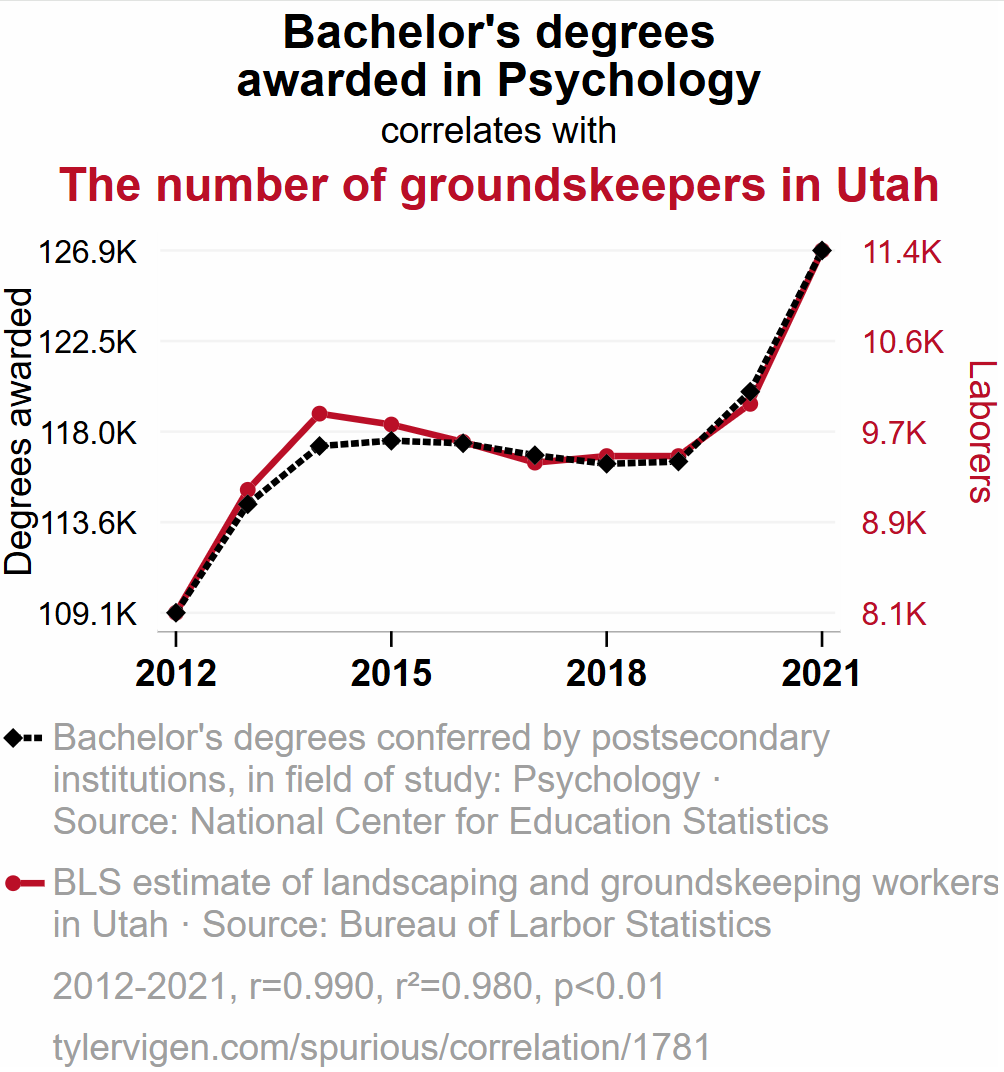 Bachelor's degrees
awarded in Psychology
correlates with
The number of groundskeepers in Utah
Degrees awarded
126.9K
122.5K
118.0K
113.6K
109.1K
11.4K
10.6K
9.7K
8.9K
8.1K
Laborers
2012
2015
2018
2021
Bachelor's degrees conferred by postsecondary
institutions, in field of study: Psychology ·
Source: National Center for Education Statistics
BLS estimate of landscaping and groundskeeping workers
in Utah · Source: Bureau of Larbor Statistics
2012-2021, r=0.990, r²=0.980, p<0.01
tylervigen.com/spurious/correlation/1781